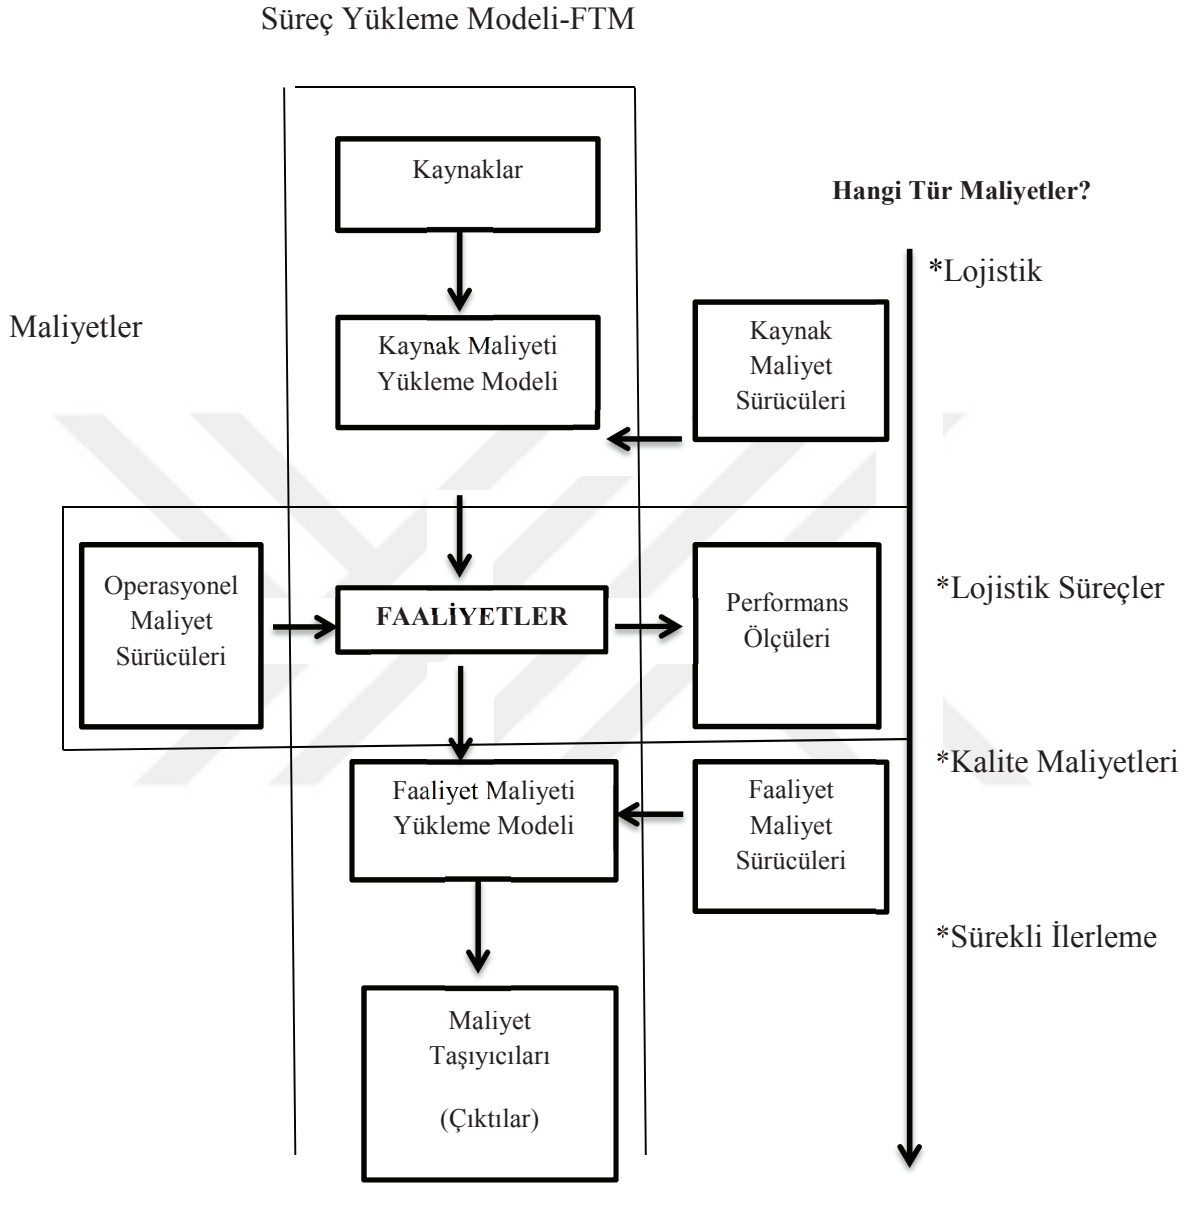 Süreç Yükleme Modeli-FTM
Kaynaklar
Hangi Tür Maliyetler?
*Lojistik
Maliyetler
Kaynak Maliyeti
Yükleme Modeli
Kaynak
Maliyet
Sürücüleri
Operasyonel
Maliyet
Sürücüleri
FAALİYETLER
Performans
Ölçüleri
*Lojistik Süreçler
*Kalite Maliyetleri
Faaliyet Maliyeti
Yükleme Modeli
Faaliyet
Maliyet
Sürücüleri
*Sürekli İlerleme
Maliyet
Taşıyıcıları
(Çıktılar)